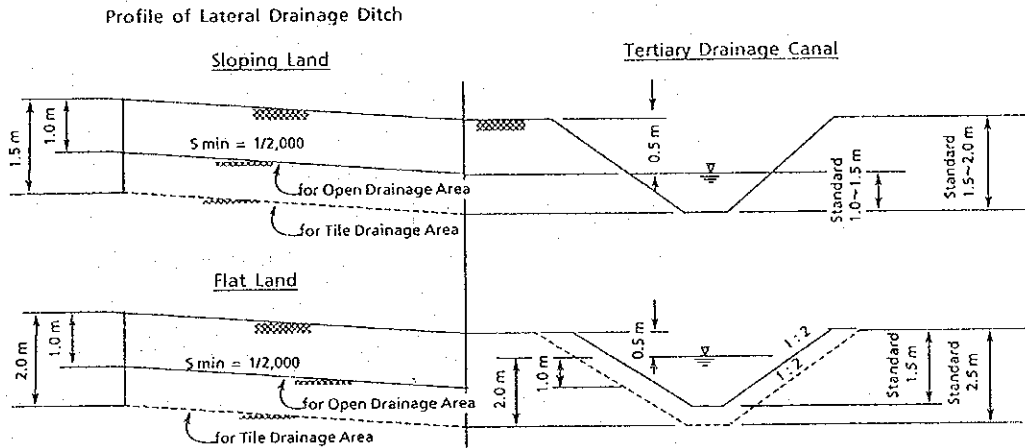 Profile of Lateral Drainage Ditch
Sloping Land
Tertiary Drainage Canal
1.5 m
1.0 m
S min = 1/2,000
for Open Drainage Area
for Tile Drainage Area
0.5 m
Standard
1.0~1.5 m
Standard
1.5~2.0 m
Flat Land
2.0 m
1.0 m
S min = 1/2,000
for Open Drainage Area
for Tile Drainage Area
2.0 m
1.0 m
0.5 m
1:2
1:2
Standard
1.5 m
Standard
2.5 m